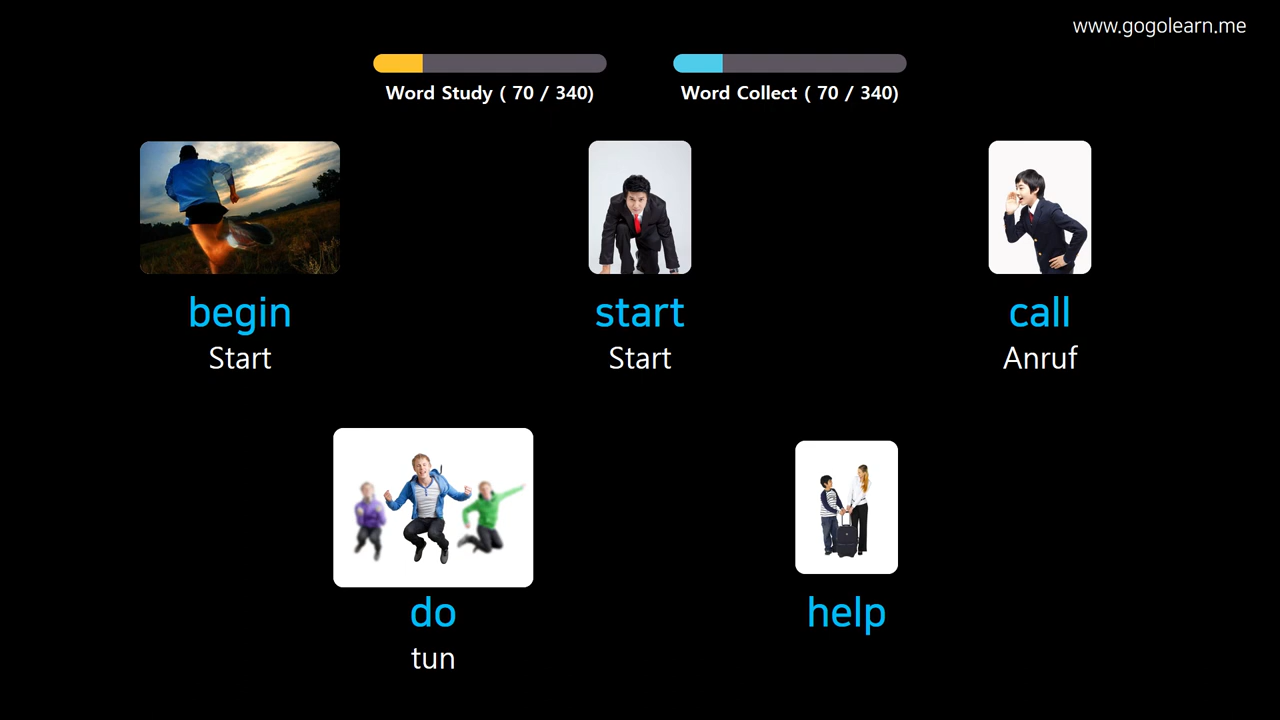 www.gogolearn.me
Word Study ( 70 / 340)
Word Collect ( 70 / 340)
begin
Start
start
Start
call
Anruf
do
tun
help